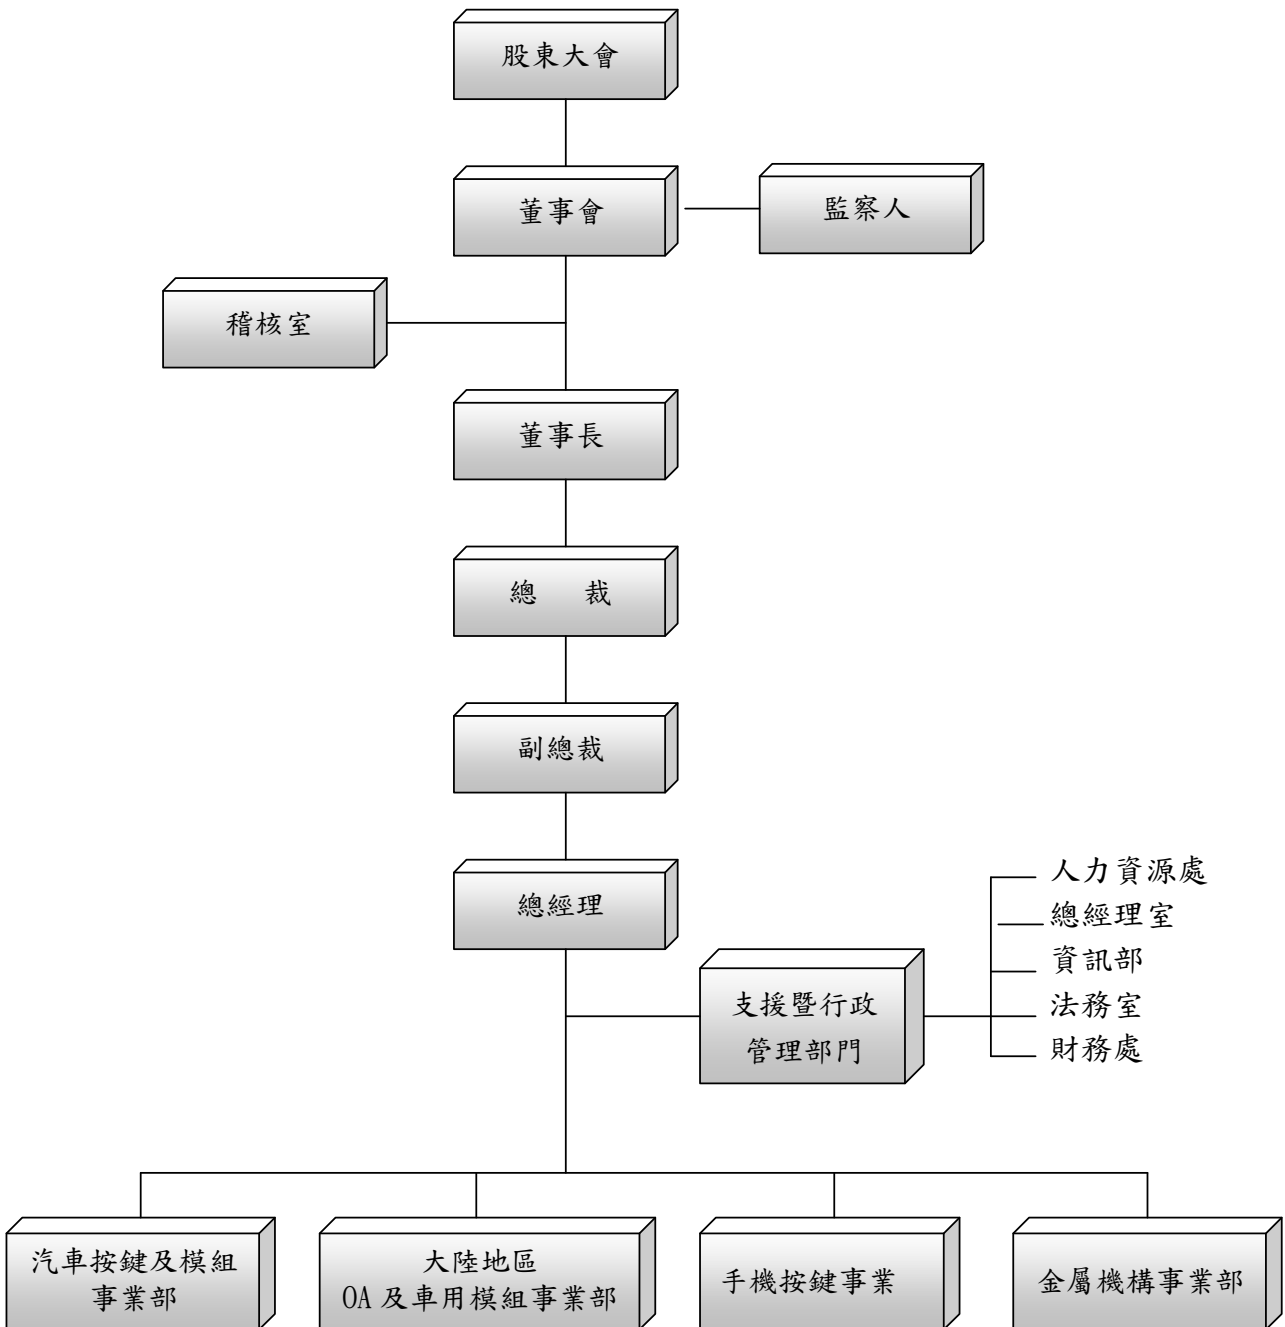 股東大會
董事會
監察人
稽核室
董事長
總 裁
副總裁
總經理
支援暨行政
管理部門
人力資源處
總經理室
資訊部
法務室
財務處
汽車按鍵及模組
事業部
大陸地區
OA 及車用模組事業部
手機按鍵事業
金屬機構事業部